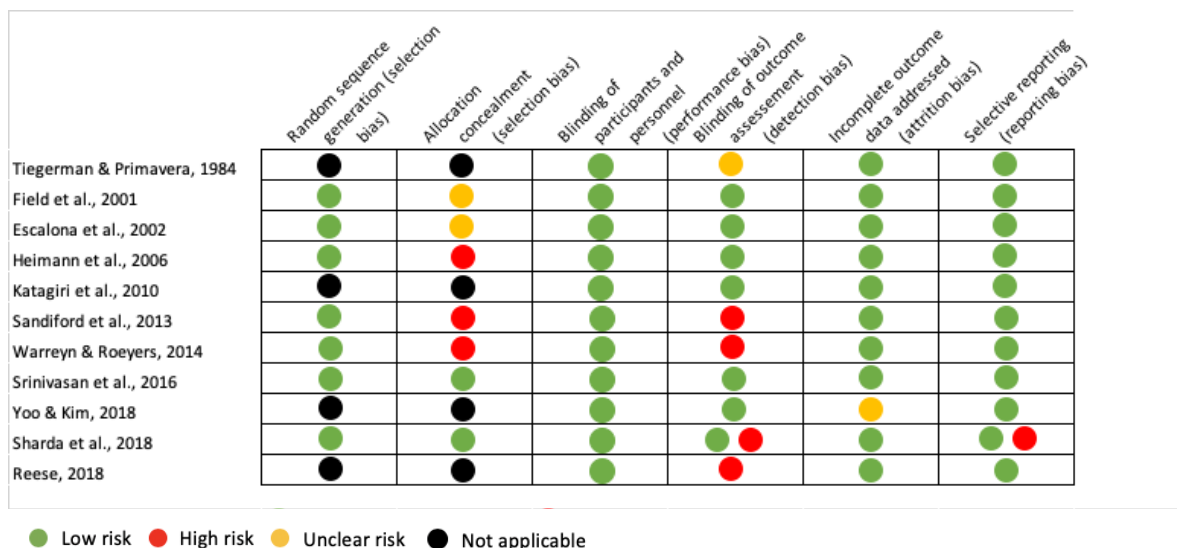 Random sequence
generation (selection
bias)
Allocation
concealment
(selection bias)
Blinding of
participants and
personnel
(performance bias)
Blinding of outcome
assessement
(detection bias)
Incomplete outcome
data addressed
(attrition bias)
Selective reporting
(reporting bias)
Tiegerman & Primavera, 1984
Field et al., 2001
Escalona et al., 2002
Heimann et al., 2006
Katagiri et al., 2010
Sandiford et al., 2013
Warreyn & Roeyers, 2014
Srinivasan et al., 2016
Yoo & Kim, 2018
Sharda et al., 2018
Reese, 2018
Low risk High risk Unclear risk Not applicable